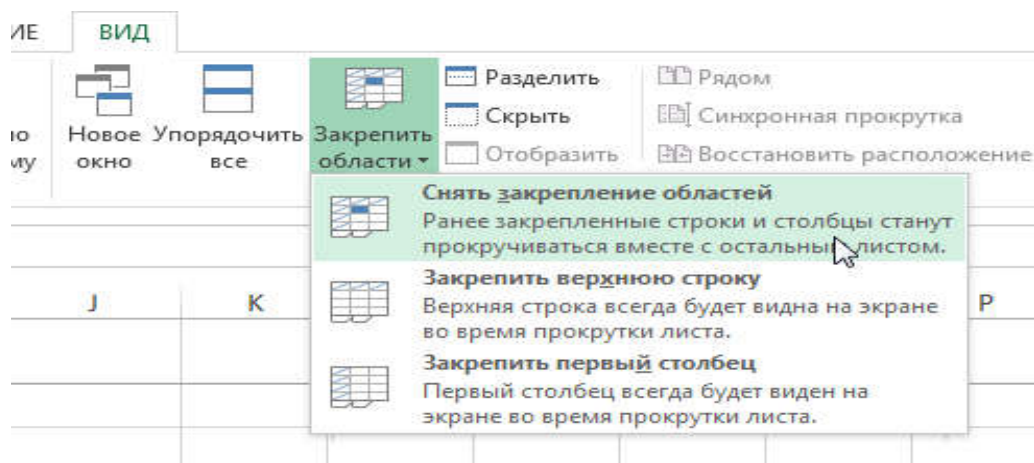 ИЕ ВИД
Разделить Рядом
Скрыть Синхронная прокрутка
Новое Упорядочить Закрепить
окно все области Отобразить Восстановить расположение
Снять закрепление областей
Ранее закрепленные строки и столбцы станут
прокручиваться вместе с остальным листом.
Закрепить верхнюю строку
Верхняя строка всегда будет видна на экране
во время прокрутки листа.
Закрепить первый столбец
Первый столбец всегда будет виден на
экране во время прокрутки листа.
J K P